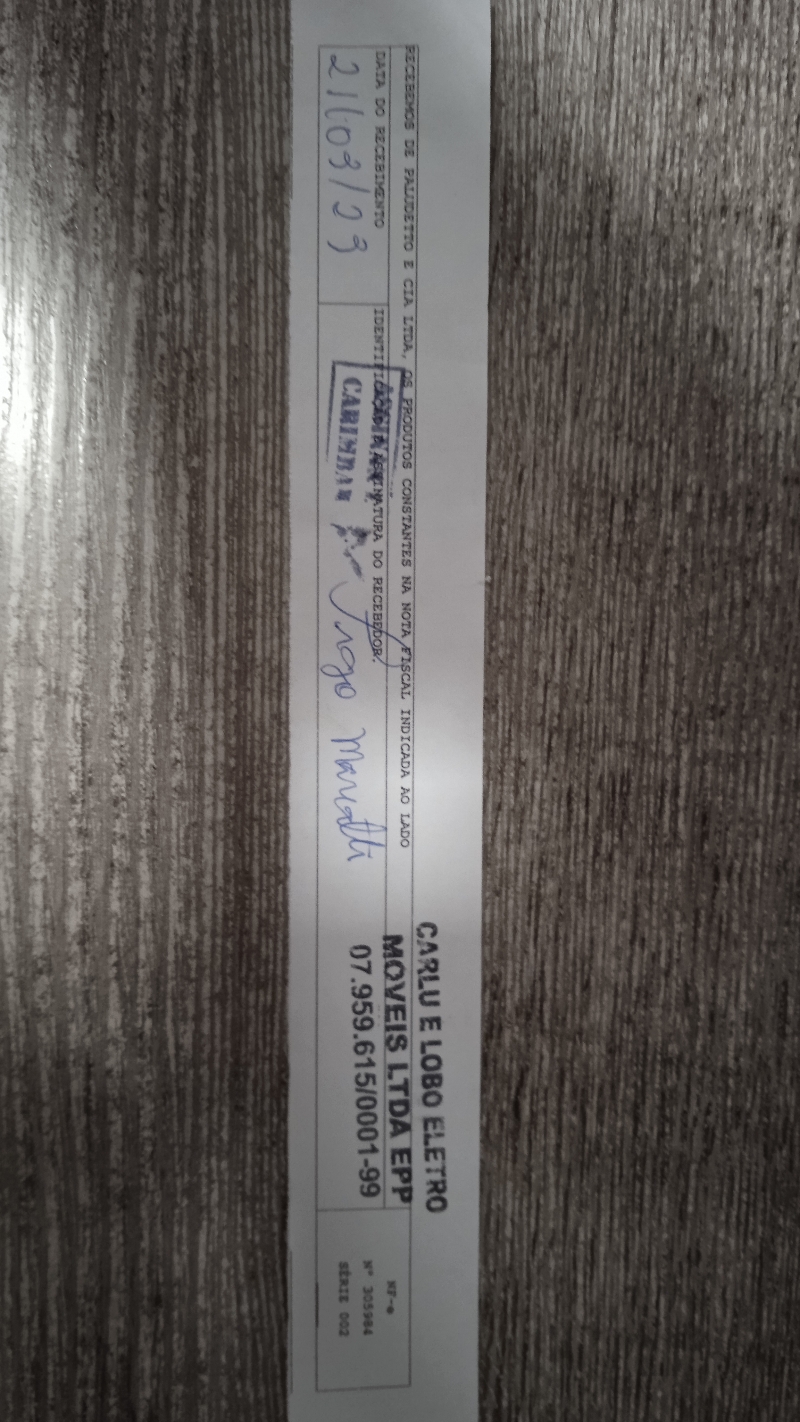 RECEBEMOS DE PALUDETTO E CIA LTDA, OS PRODUTOS CONSTANTES NA NOTA FISCAL INDICADA AO LADO
DATA DO RECEBIMENTO
21/03/23
IDENTIFICAÇÃO E ASSINATURA DO RECEBEDOR.
CARIMBAR
CARLU E LOBO ELETRO
MOVEIS LTDA EPP
07.959.615/0001-99
NF-e
N° 305984
SÉRIE 002